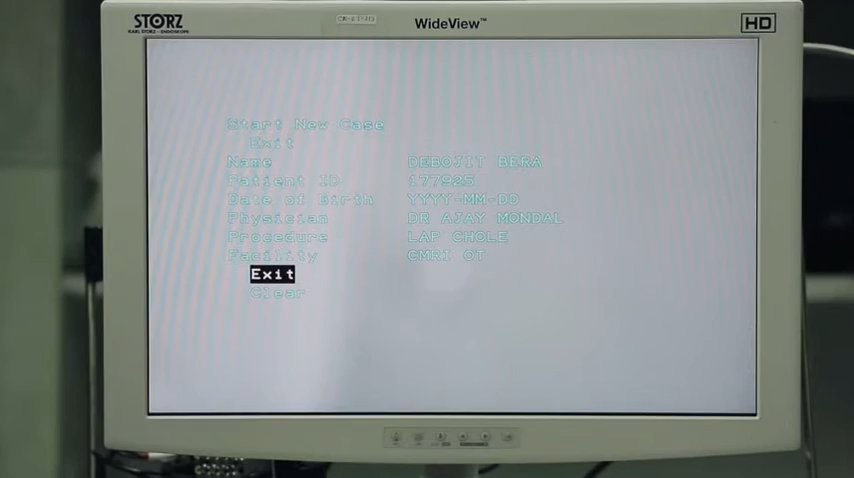 STORZ
KARL STORZ - ENDOSKOPE
WideView™
HD
Start New Case
Exit
Name DEBOJIT BERA
Patient ID 177925
Date of Birth YYYY-MM-DD
Physician DR AJAY MONDAL
Procedure LAP CHOLE
Facility CMRI OT
Exit
Clear